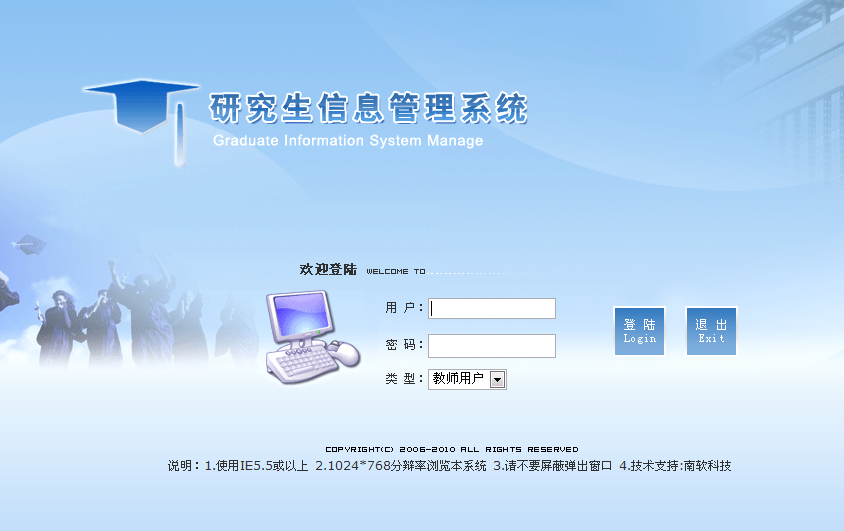 研究生信息管理系统
Graduate Information System Manage
欢迎登陆 WELCOME TO
用 户：
密 码：
登 陆
Login
退 出
Exit
类 型： 教师用户
COPYRIGHT(C) 2006-2010 ALL RIGHTS RESERVED
说明：1.使用IE5.5或以上 2.1024*768分辩率浏览本系统 3.请不要屏蔽弹出窗口 4.技术支持:南软科技